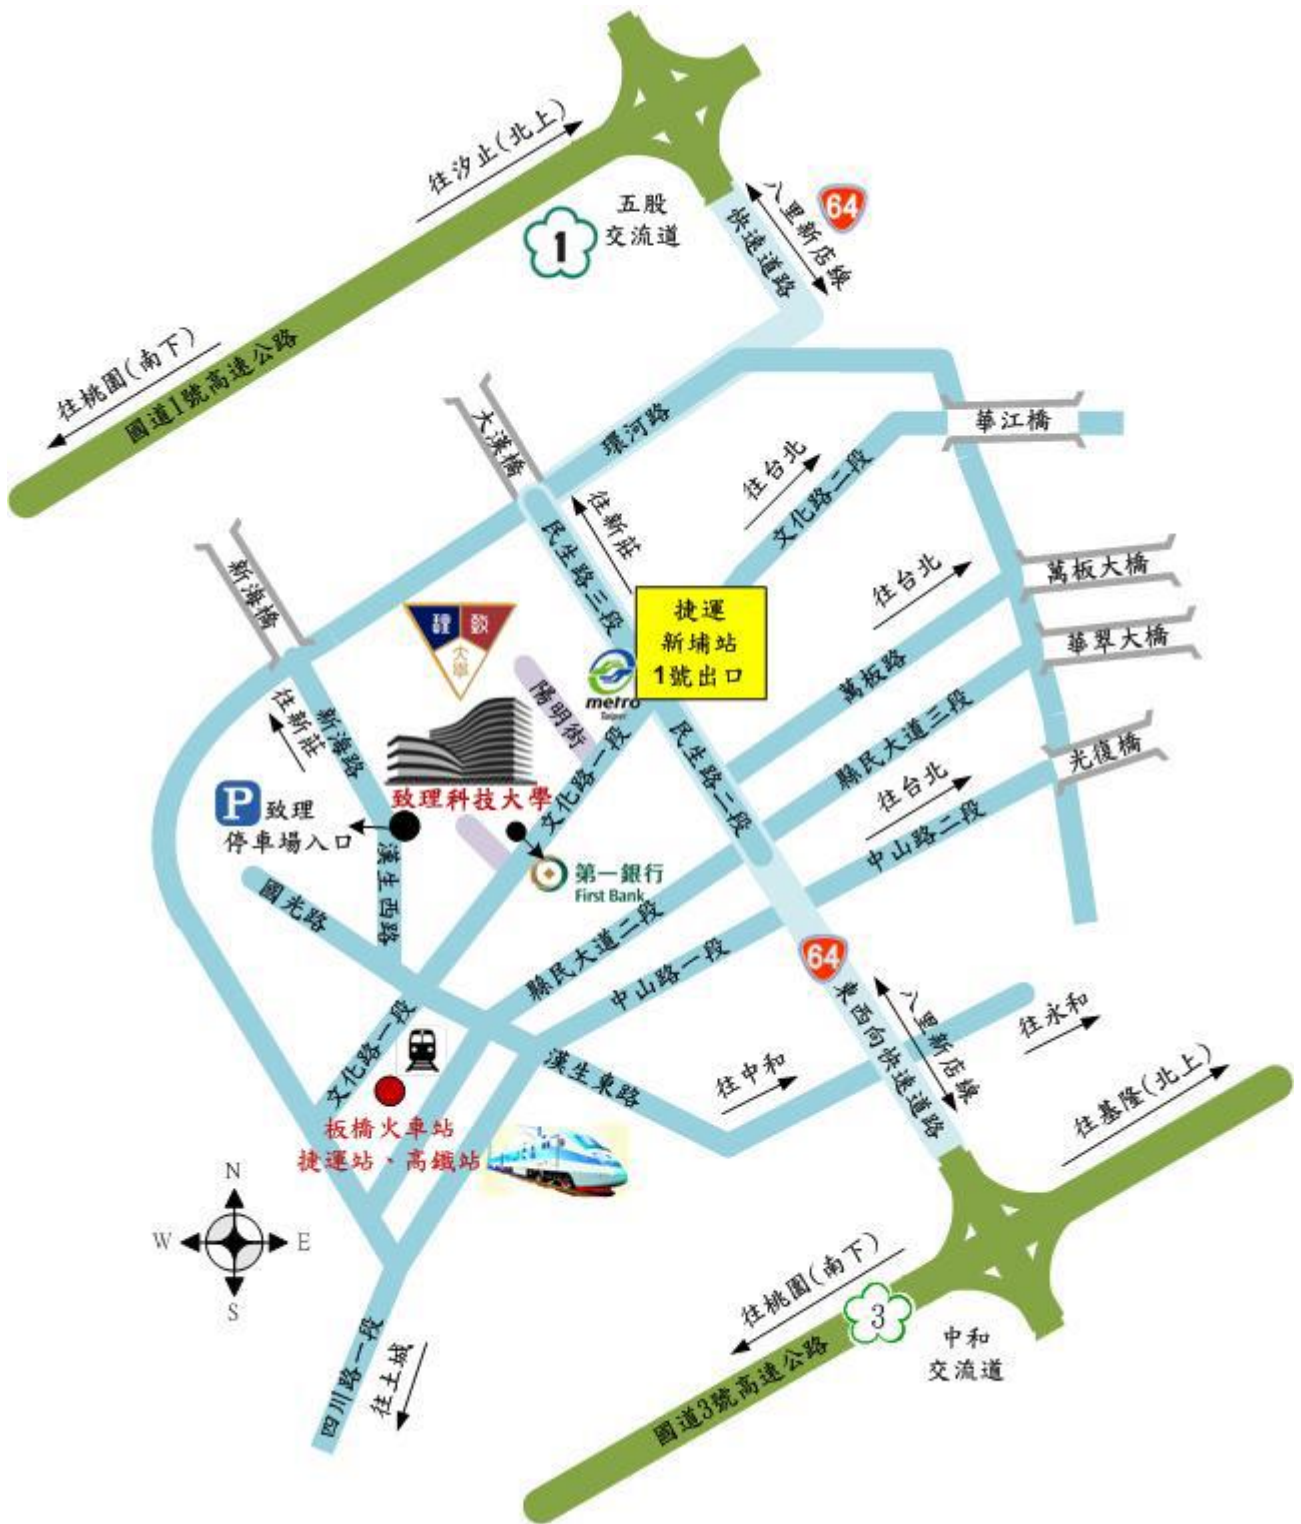 往汐止(北上)
64
八里新店線
快速道路
五股
交流道
1
往桃園(南下)
國道1號高速公路
大漢橋
環河路
華江橋
往台北
文化路二段
往新莊
民生路三段
新海橋
往台北
萬板大橋
捷運
新埔站
1號出口
華翠大橋
理 致
大學
metro
Taipei
陽明街
萬板路
往新莊
新海路
文化路一段
民生路二段
縣民大道三段
光復橋
往台北
中山路二段
P
致理
停車場入口
致理科技大學
漢生西路
第一銀行
First Bank
國光路
縣民大道二段
中山路一段
64
東西向快速道路
八里新店線
往永和
文化路一段
漢生東路
往中和
往基隆(北上)
板橋火車站
捷運站、高鐵站
N
W
E
S
往桃園(南下)
3
中和
交流道
國道3號高速公路
四川路一段
往土城